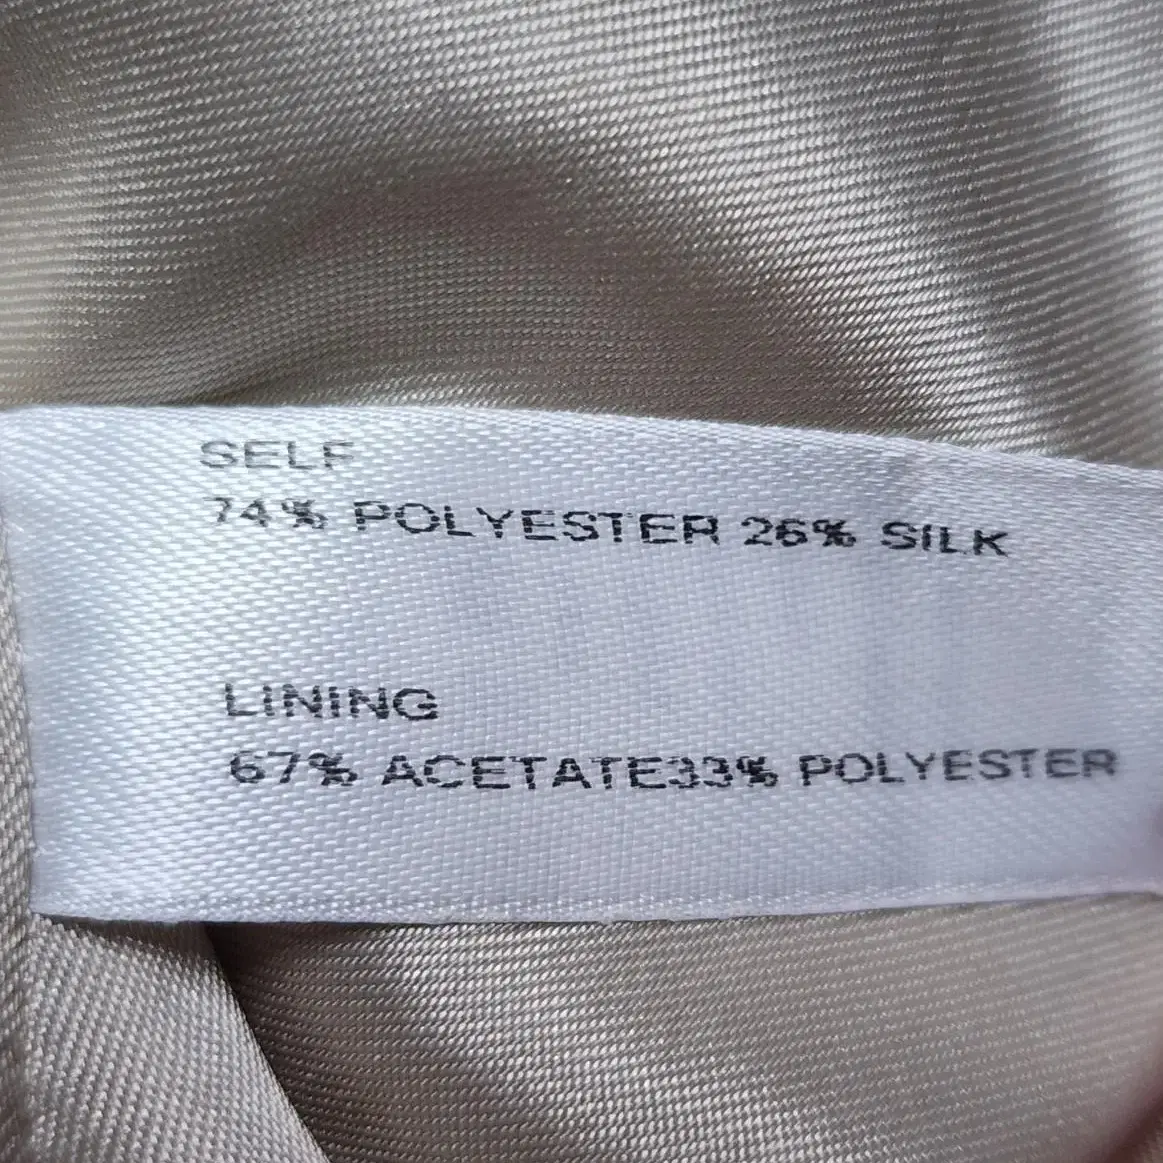 SELF
74% POLYESTER 26% SILK
LINING
67% ACETATE33% POLYESTER